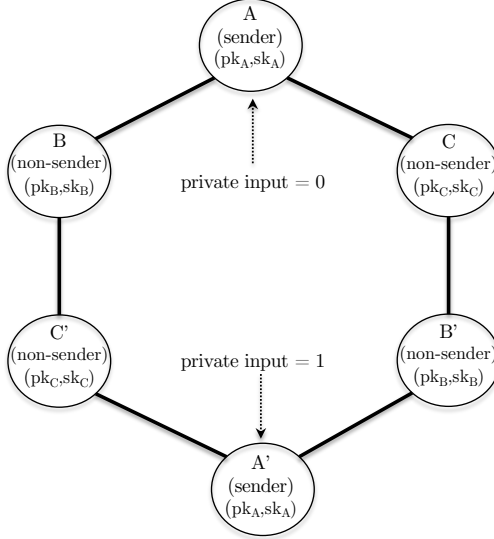 A
(sender)
(pk_A,sk_A)
B
(non-sender)
(pk_B,sk_B)
C
(non-sender)
(pk_C,sk_C)
private input = 0
C'
(non-sender)
(pk_C,sk_C)
private input = 1
B'
(non-sender)
(pk_B,sk_B)
A'
(sender)
(pk_A,sk_A)